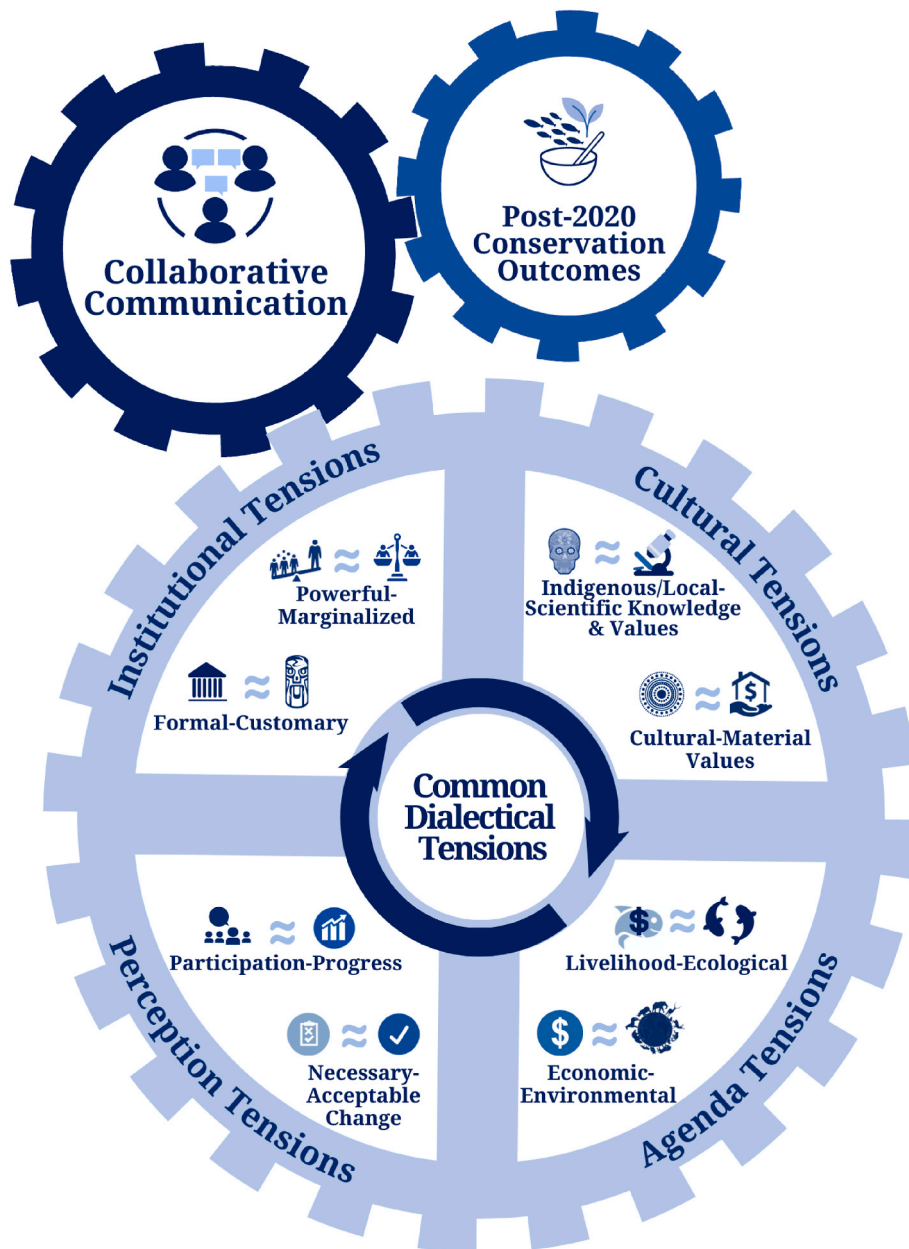 Collaborative
Communication
Post-2020
Conservation
Outcomes
Institutional Tensions
Powerful-
Marginalized
Formal-Customary
Cultural Tensions
Indigenous/Local-
Scientific Knowledge
& Values
$
Cultural-Material
Values
Common
Dialectical
Tensions
Perception Tensions
Participation-Progress
Necessary-
Acceptable
Change
Agenda Tensions
$
Livelihood-Ecological
$
Economic-
Environmental